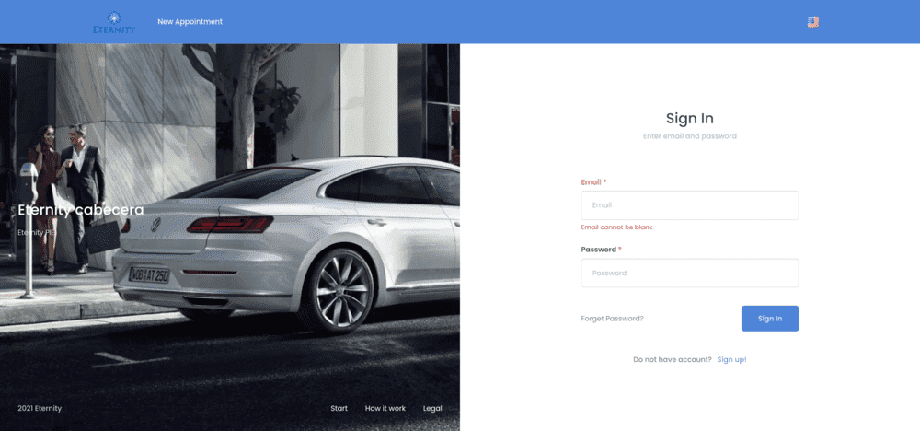 ETERNITY
New Appointment
Eternity cabecera
Eternity PIE
2021 Eternity
Start
How it work
Legal
Sign In
Enter email and password
Email *
Email
Email cannot be blank.
Password *
Password
Forget Password?
Sign In
Do not have account? Sign up!